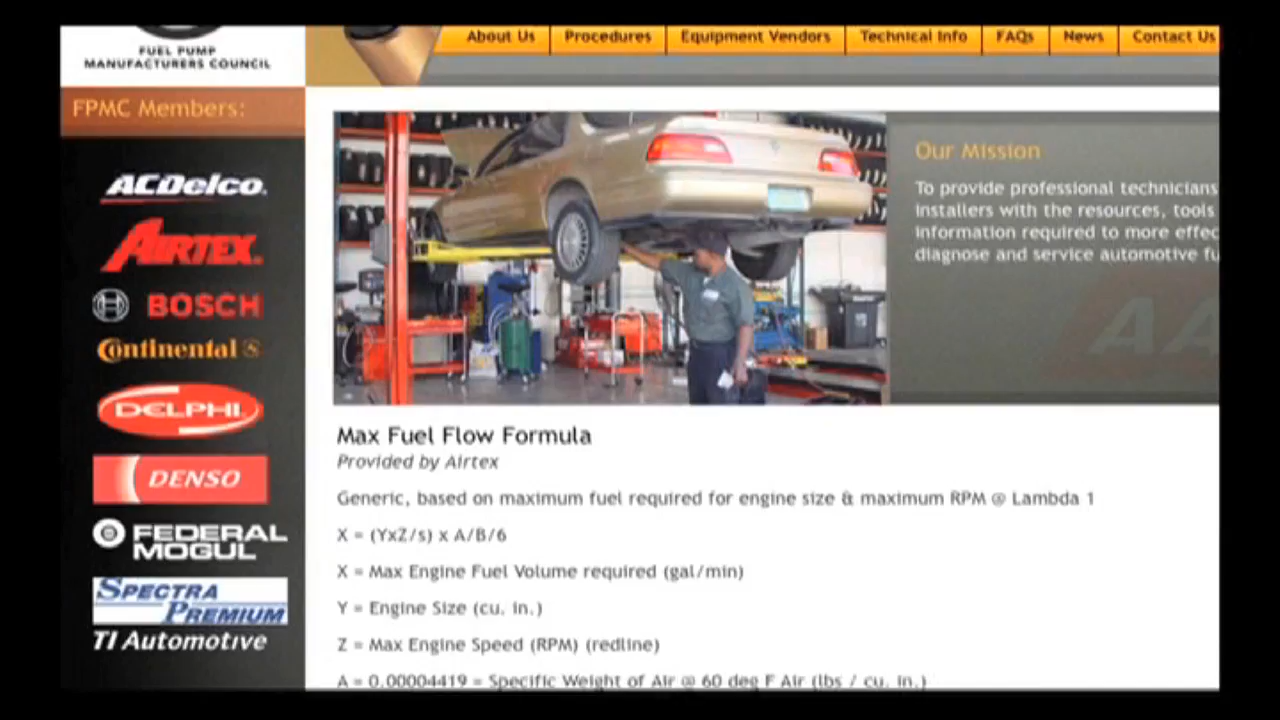 FUEL PUMP
MANUFACTURERS COUNCIL
About Us
Procedures
Equipment Vendors
Technical Info
FAQs
News
Contact Us
FPMC Members:
ACDelco
AIRTEX
BOSCH
Continental
DELPHI
DENSO
FEDERAL
MOGUL
SPECTRA
PREMIUM
TI Automotive
Our Mission
To provide professional technicians
installers with the resources, tools
information required to more effec
diagnose and service automotive fu
AA
Max Fuel Flow Formula
Provided by Airtex
Generic, based on maximum fuel required for engine size & maximum RPM @ Lambda 1
X = (YxZ/s) x A/B/6
X = Max Engine Fuel Volume required (gal/min)
Y = Engine Size (cu. in.)
Z = Max Engine Speed (RPM) (redline)
A = 0.00004419 = Specific Weight of Air @ 60 deg F Air (lbs / cu. in.)